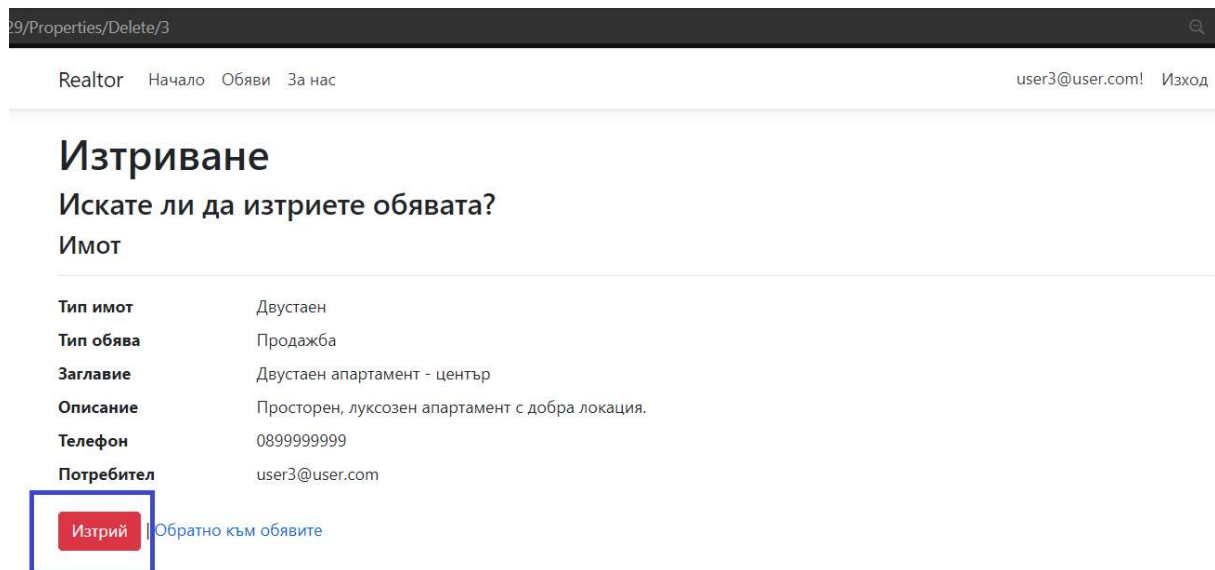 29/Properties/Delete/3
Realtor Начало Обяви За нас user3@user.com! Изход
Изтриване
Искате ли да изтриете обявата?
Имот
Тип имот Двустаен
Тип обява Продажба
Заглавие Двустаен апартамент - център
Описание Просторен, луксозен апартамент с добра локация.
Телефон 0899999999
Потребител user3@user.com
Изтрий | Обратно към обявите